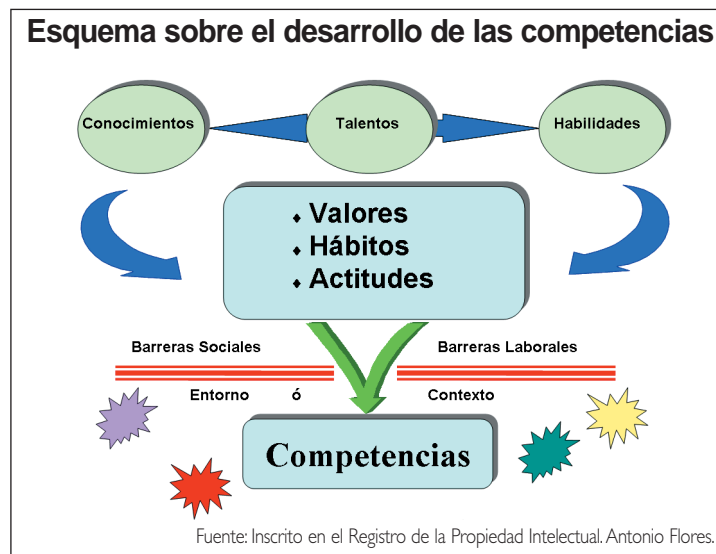 Esquema sobre el desarrollo de las competencias
Conocimientos
Talentos
Habilidades
⬧ Valores
⬧ Hábitos
⬧ Actitudes
Barreras Sociales
Barreras Laborales
Entorno ó Contexto
Competencias
Fuente: Inscrito en el Registro de la Propiedad Intelectual. Antonio Flores.